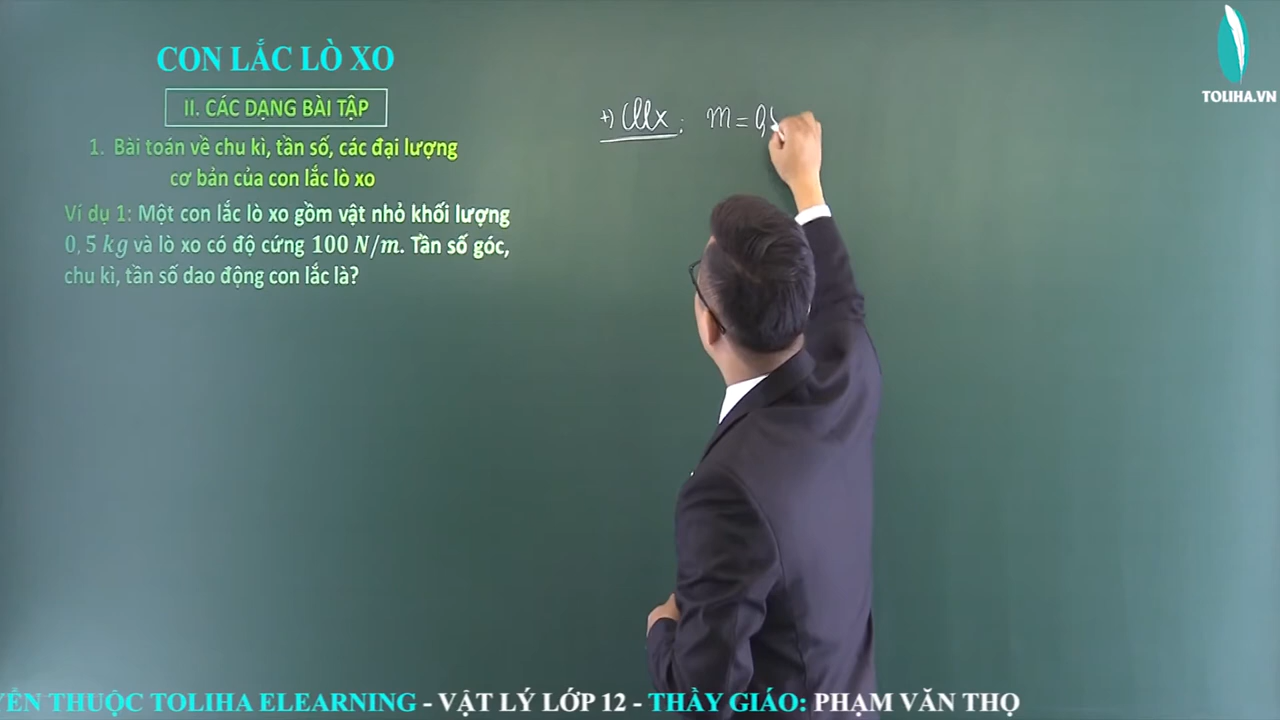 CON LẮC LÒ XO
II. CÁC DẠNG BÀI TẬP
1. Bài toán về chu kì, tần số, các đại lượng
cơ bản của con lắc lò xo
Ví dụ 1: Một con lắc lò xo gồm vật nhỏ khối lượng
0, 5 kg và lò xo có độ cứng 100 N/m. Tần số góc,
chu kì, tần số dao động con lắc là?
+) CLLX: m = 0,5
TOLIHA.VN
YỀN THUỘC TOLIHA ELEARNING - VẬT LÝ LỚP 12 - THẦY GIÁO: PHẠM VĂN THỌ